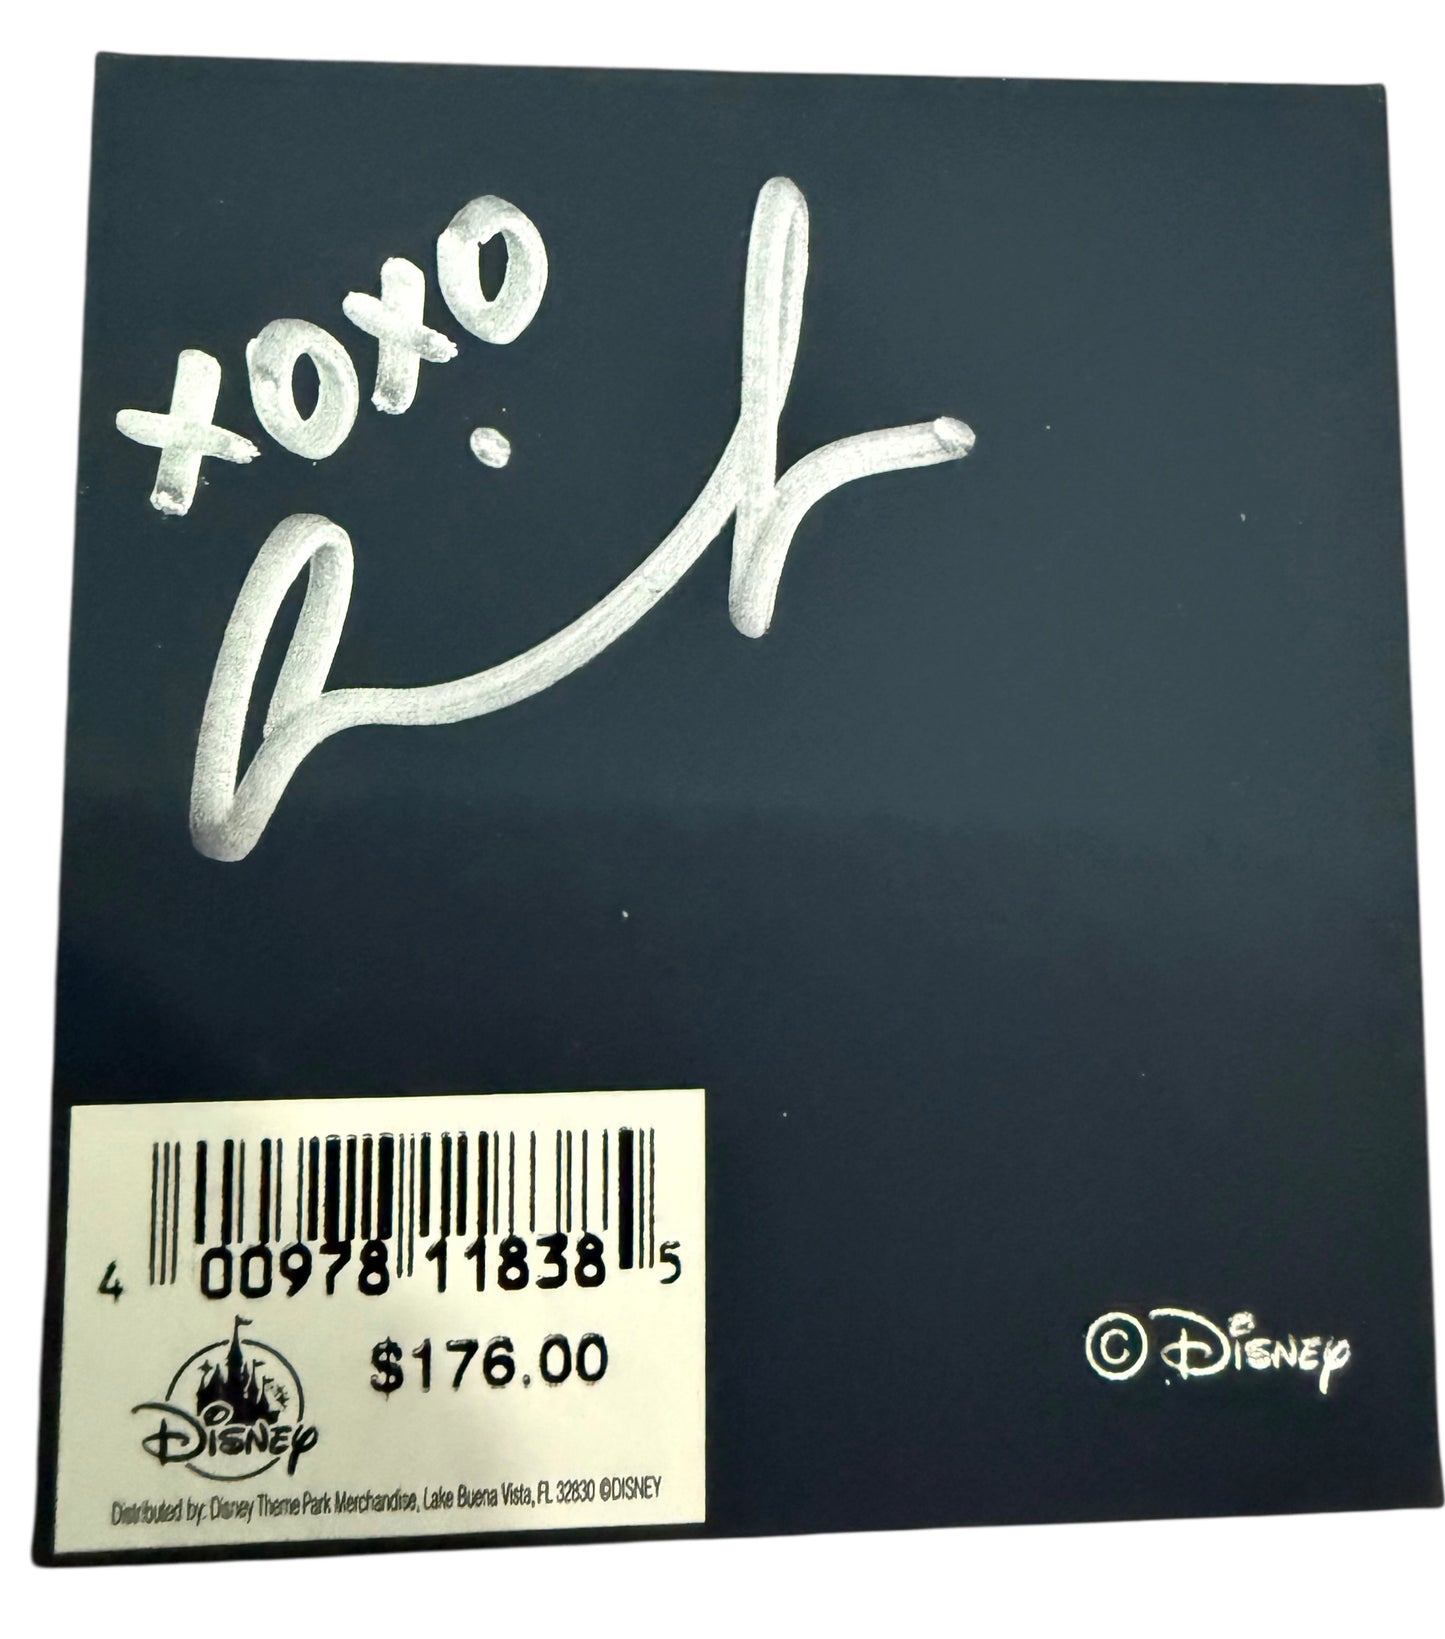 XOXO
4 00978 11838 5
$176.00
Disney
Distributed by: Disney Theme Park Merchandise, Lake Buena Vista, FL 32830 ©DISNEY
© Disney